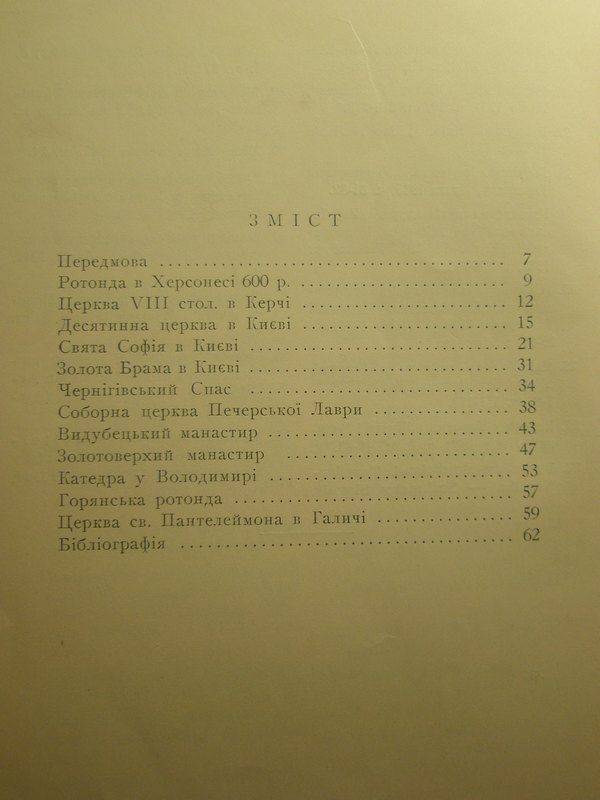 ЗМІСТ
Передмова ........................................ 7
Ротонда в Херсонесі 600 р. ........................ 9
Церква VIII стол. в Керчі ........................ 12
Десятинна церква в Києві ........................ 15
Свята Софія в Києві .............................. 21
Золота Брама в Києві .............................. 31
Чернігівський Спас .............................. 34
Соборна церква Печерської Лаври ................ 38
Видубецький манастир ............................ 43
Золотоверхий манастир .......................... 47
Катедра у Володимирі ............................ 53
Горянська ротонда ................................ 57
Церква св. Пантелеймона в Галичі ................ 59
Бібліографія ...................................... 62